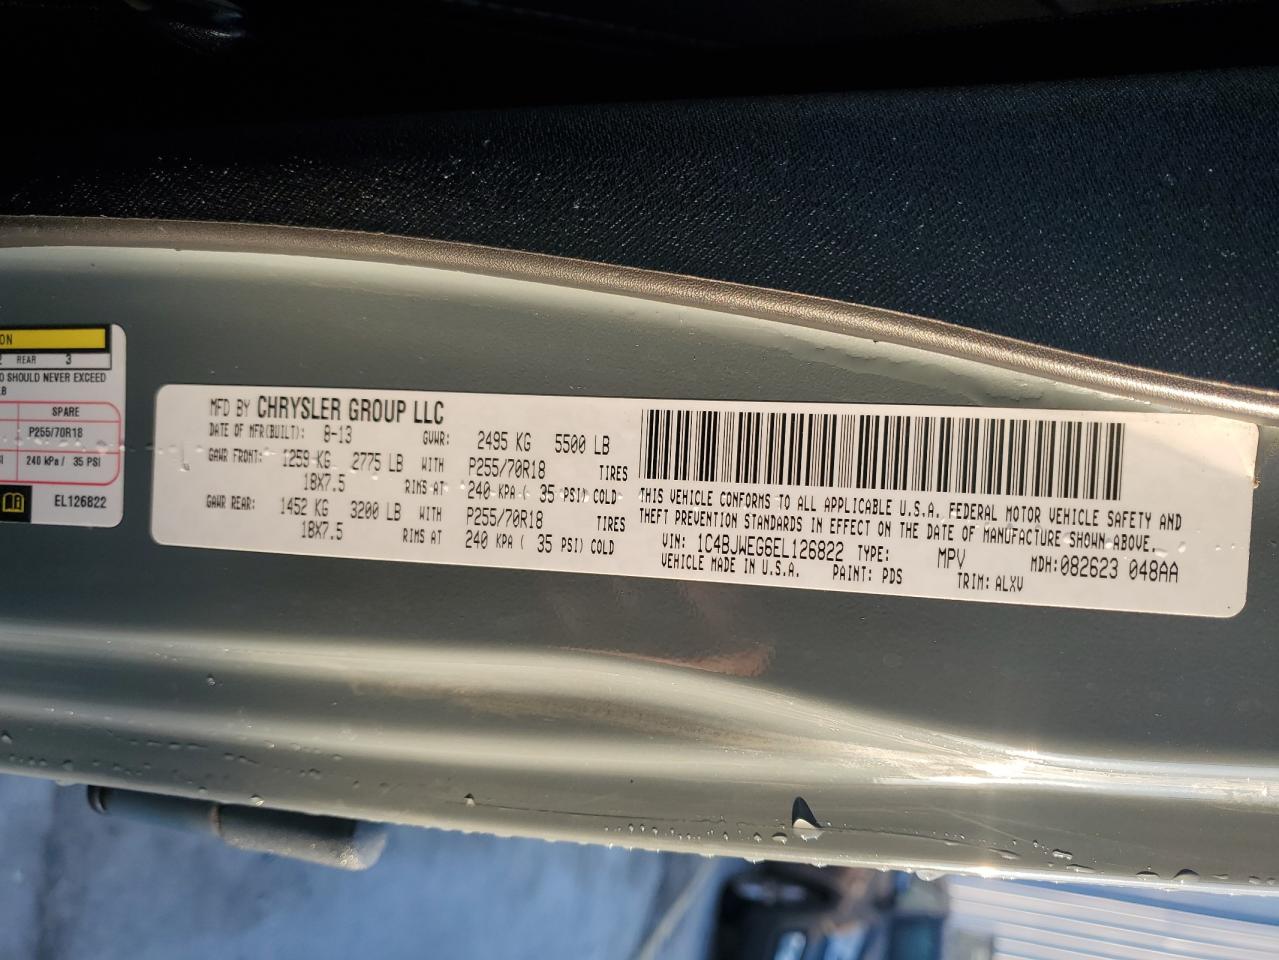 ON
2 REAR 3
O SHOULD NEVER EXCEED
LB
SPARE
P255/70R18
SI 240 kPa/ 35 PSI
EL126822
MFD BY CHRYSLER GROUP LLC
DATE OF MFR(BUILT): 8-13 GVWR: 2495 KG 5500 LB
GAWR FRONT: 1259 KG 2775 LB WITH P255/70R18 TIRES
18X7.5 RIMS AT 240 KPA ( 35 PSI) COLD
GAWR REAR: 1452 KG 3200 LB WITH P255/70R18 TIRES
18X7.5 RIMS AT 240 KPA ( 35 PSI) COLD
THIS VEHICLE CONFORMS TO ALL APPLICABLE U.S.A. FEDERAL MOTOR VEHICLE SAFETY AND
THEFT PREVENTION STANDARDS IN EFFECT ON THE DATE OF MANUFACTURE SHOWN ABOVE.
VIN: 1C4BJWEG6EL126822 TYPE: MPV MDH:082623 048AA
VEHICLE MADE IN U.S.A. PAINT: PDS TRIM: ALXV